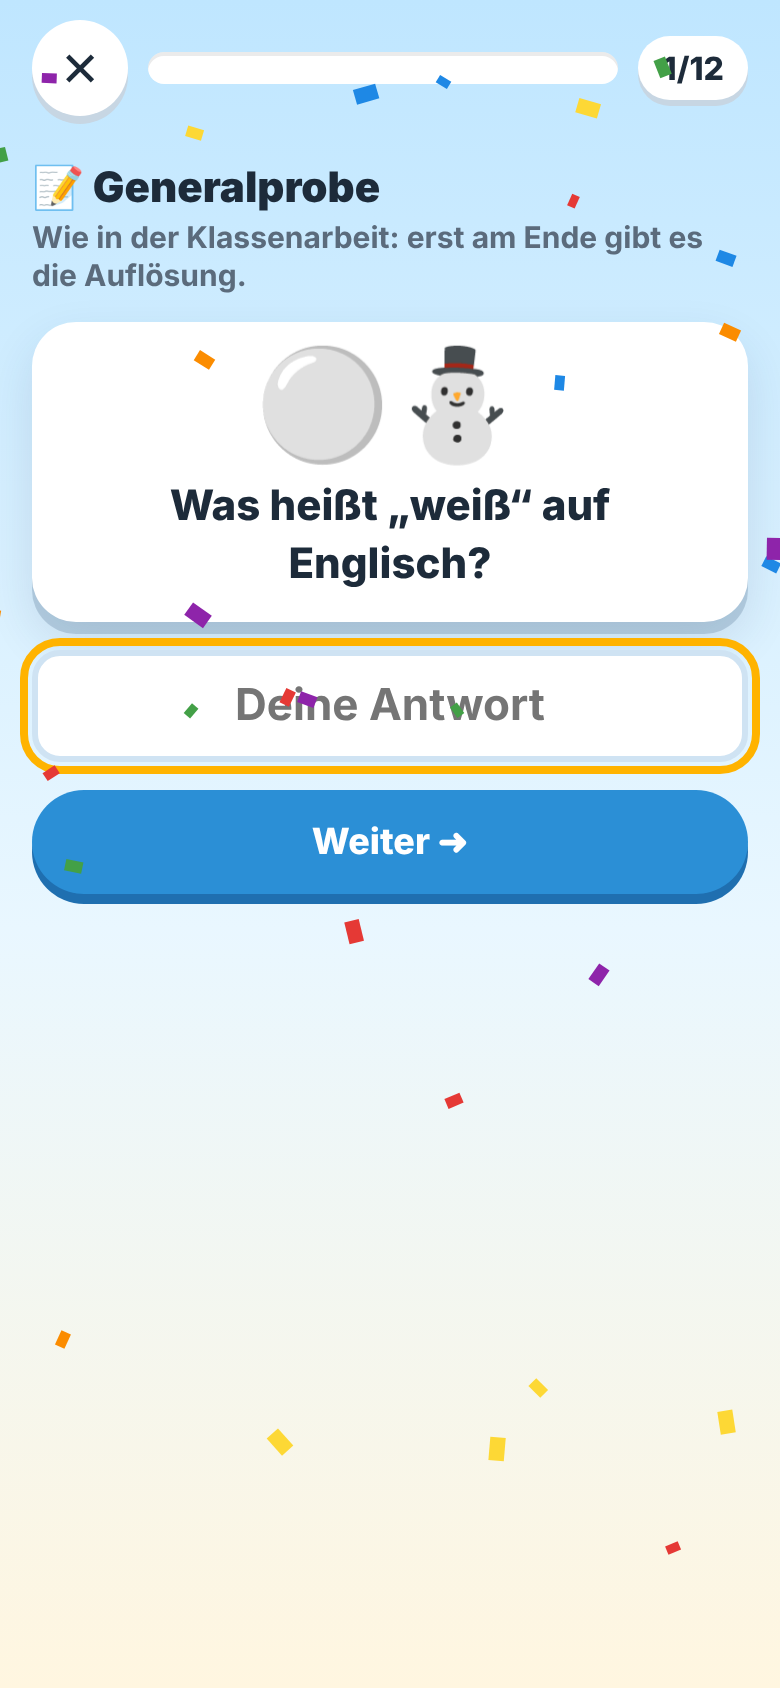 1/12
Generalprobe
Wie in der Klassenarbeit: erst am Ende gibt es
die Auflösung.
Was heißt „weiß“ auf
Englisch?
Deine Antwort
Weiter ➜